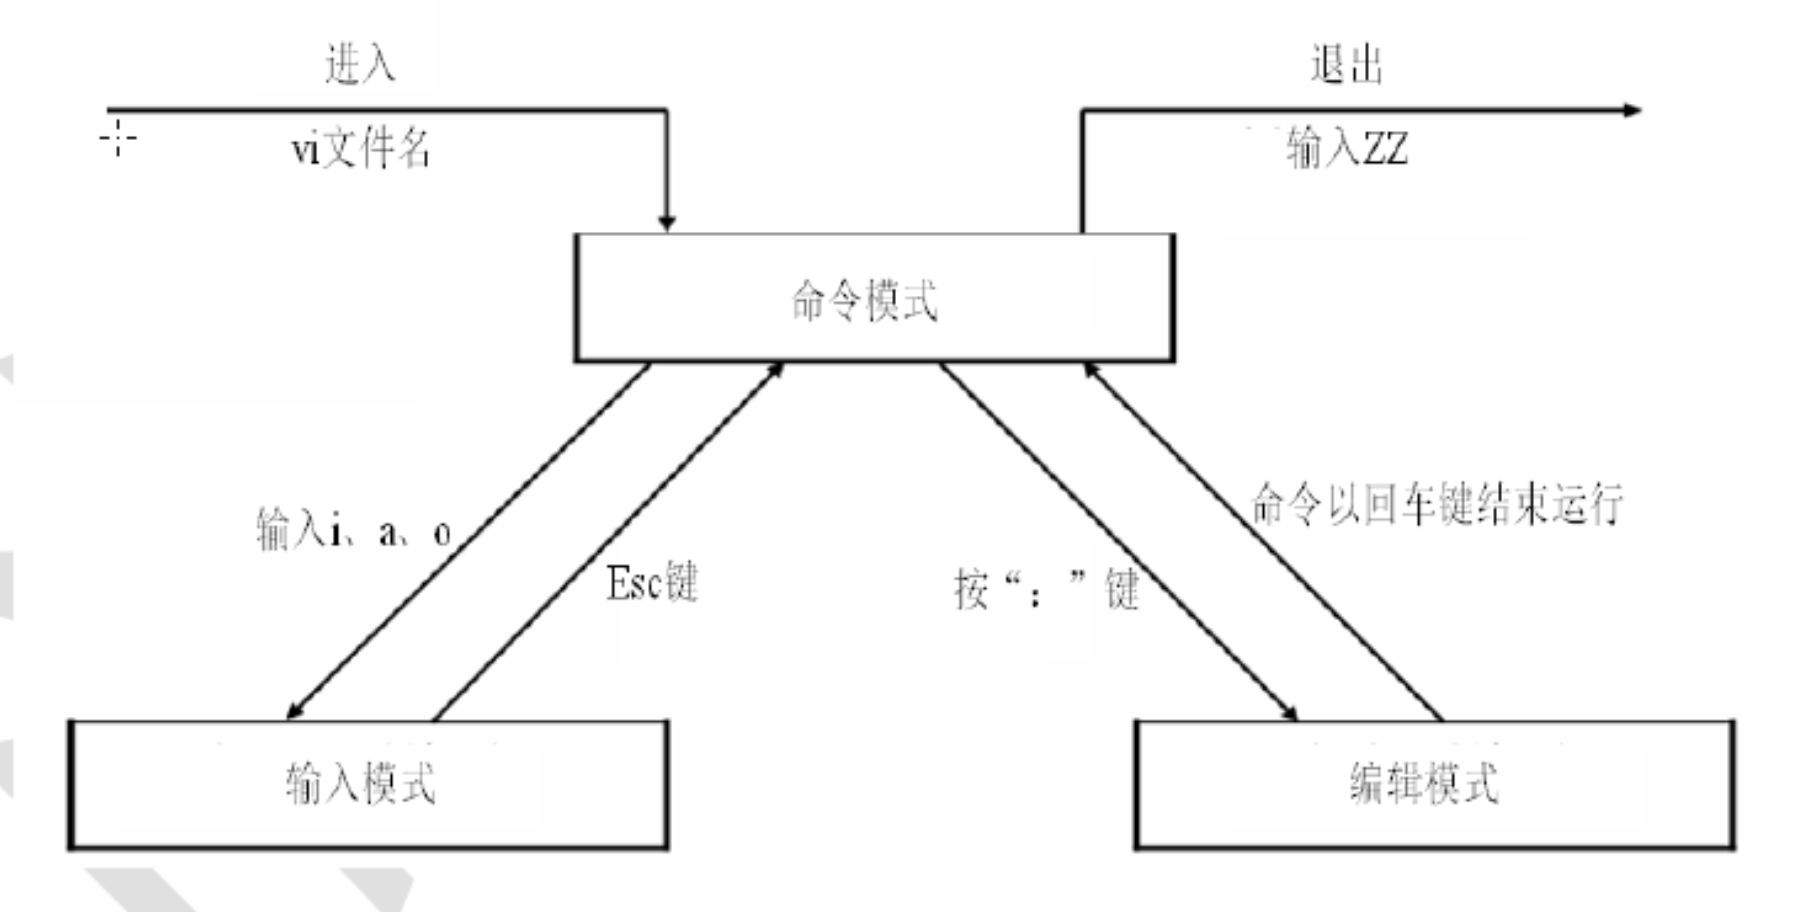 进入
退出
vi文件名
输入ZZ
命令模式
输入i、a、o
Esc键
按“：”键
命令以回车键结束运行
输入模式
编辑模式